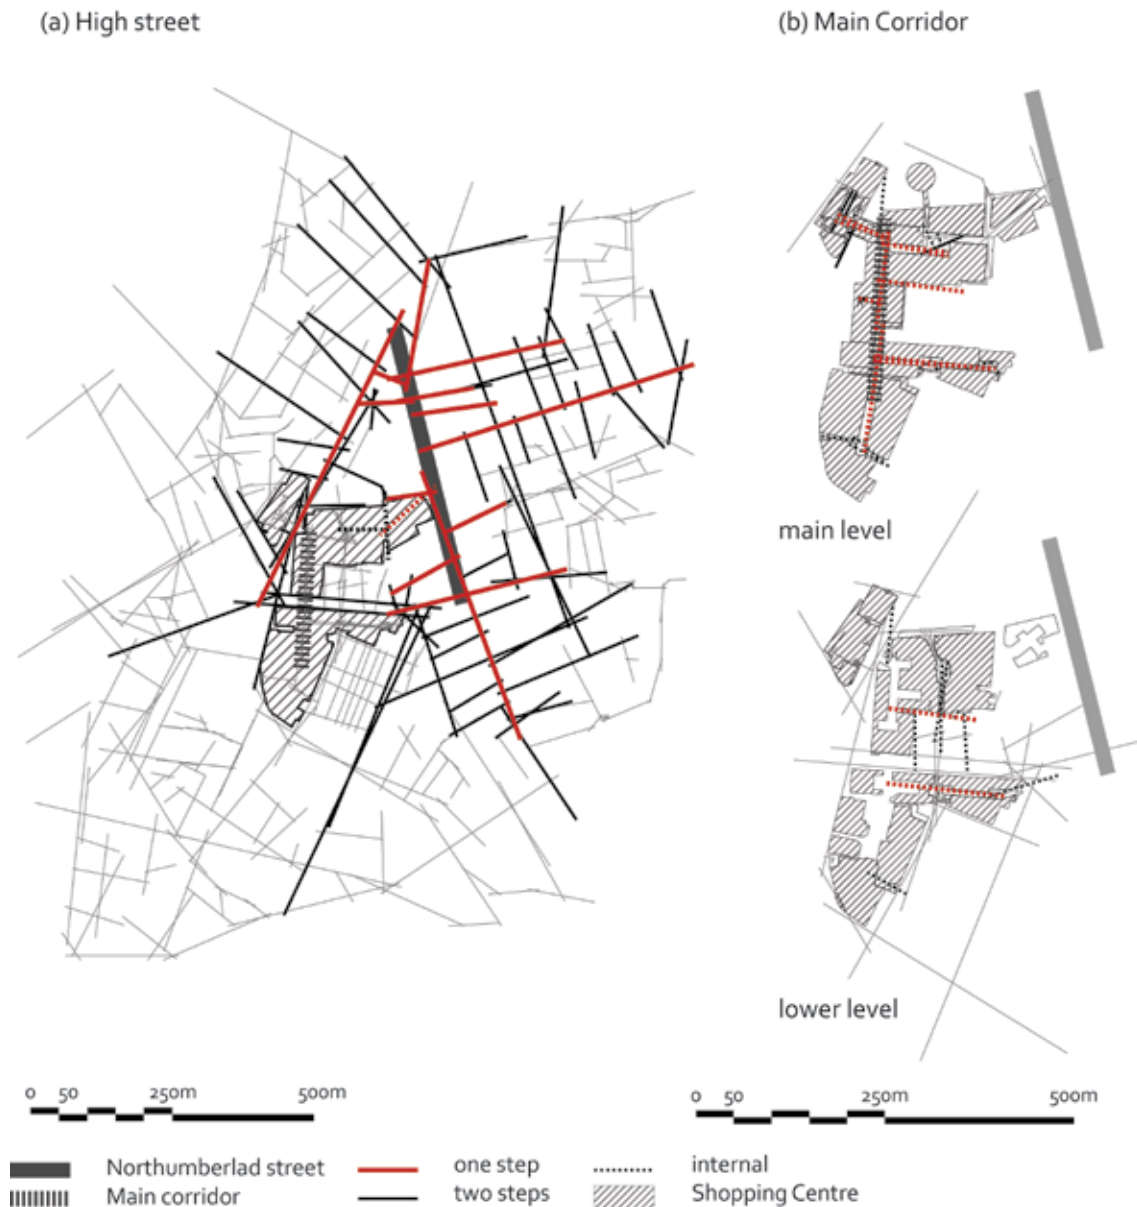 (a) High street
(b) Main Corridor
main level
lower level
0 50 250m 500m
0 50 250m 500m
Northumberlad street
one step
internal
Main corridor
two steps
Shopping Centre